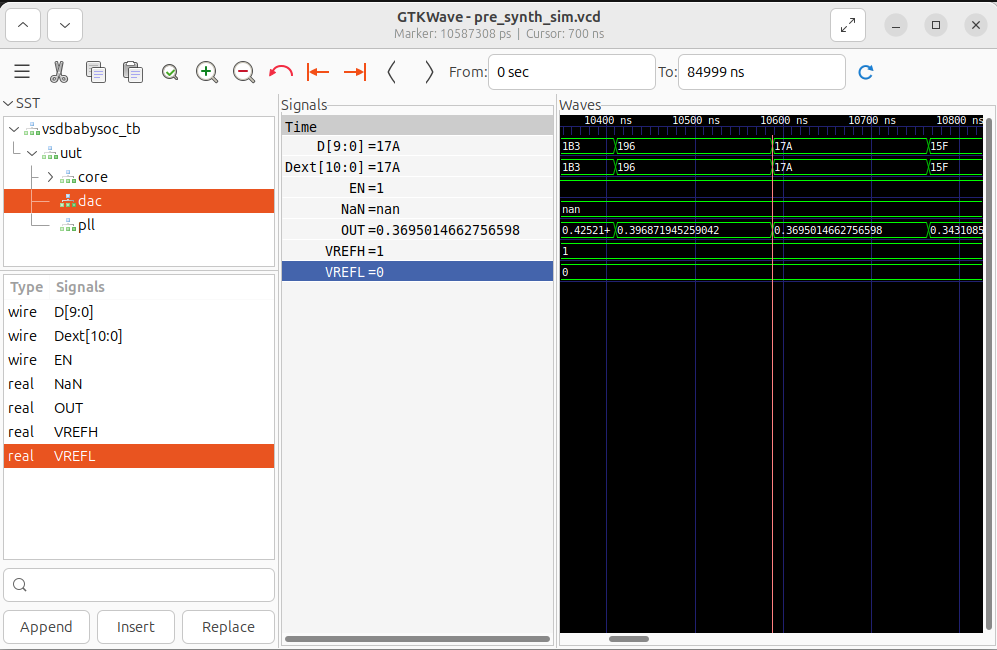 GTKWave - pre_synth_sim.vcd
Marker: 10587308 ps | Cursor: 700 ns
From: 0 sec To: 84999 ns
SST
vsdbabysoc_tb
uut
core
dac
pll
Type Signals
wire D[9:0]
wire Dext[10:0]
wire EN
real NaN
real OUT
real VREFH
real VREFL
Append Insert Replace
Signals
Time
D[9:0] =17A
Dext[10:0] =17A
EN =1
NaN =nan
OUT =0.3695014662756598
VREFH =1
VREFL =0
Waves
10400 ns 10500 ns 10600 ns 10700 ns 10800 ns
1B3 196 17A 15F
1B3 196 17A 15F
nan
0.42521+ 0.396871945259042 0.3695014662756598 0.3431085
1
0